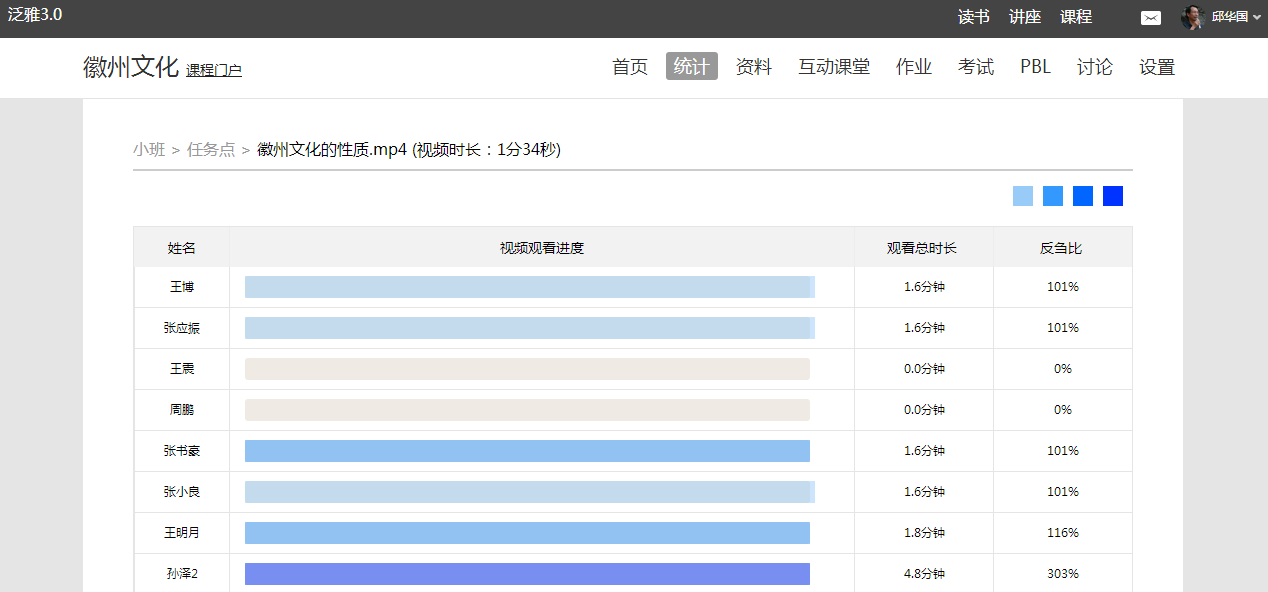 泛雅3.0 读书 讲座 课程 邱华国
徽州文化 课程门户 首页 统计 资料 互动课堂 作业 考试 PBL 讨论 设置
小班 > 任务点 > 徽州文化的性质.mp4 (视频时长：1分34秒)
姓名 视频观看进度 观看总时长 反刍比
王博 1.6分钟 101%
张应振 1.6分钟 101%
王震 0.0分钟 0%
周鹏 0.0分钟 0%
张书豪 1.6分钟 101%
张小良 1.6分钟 101%
王明月 1.8分钟 116%
孙泽2 4.8分钟 303%